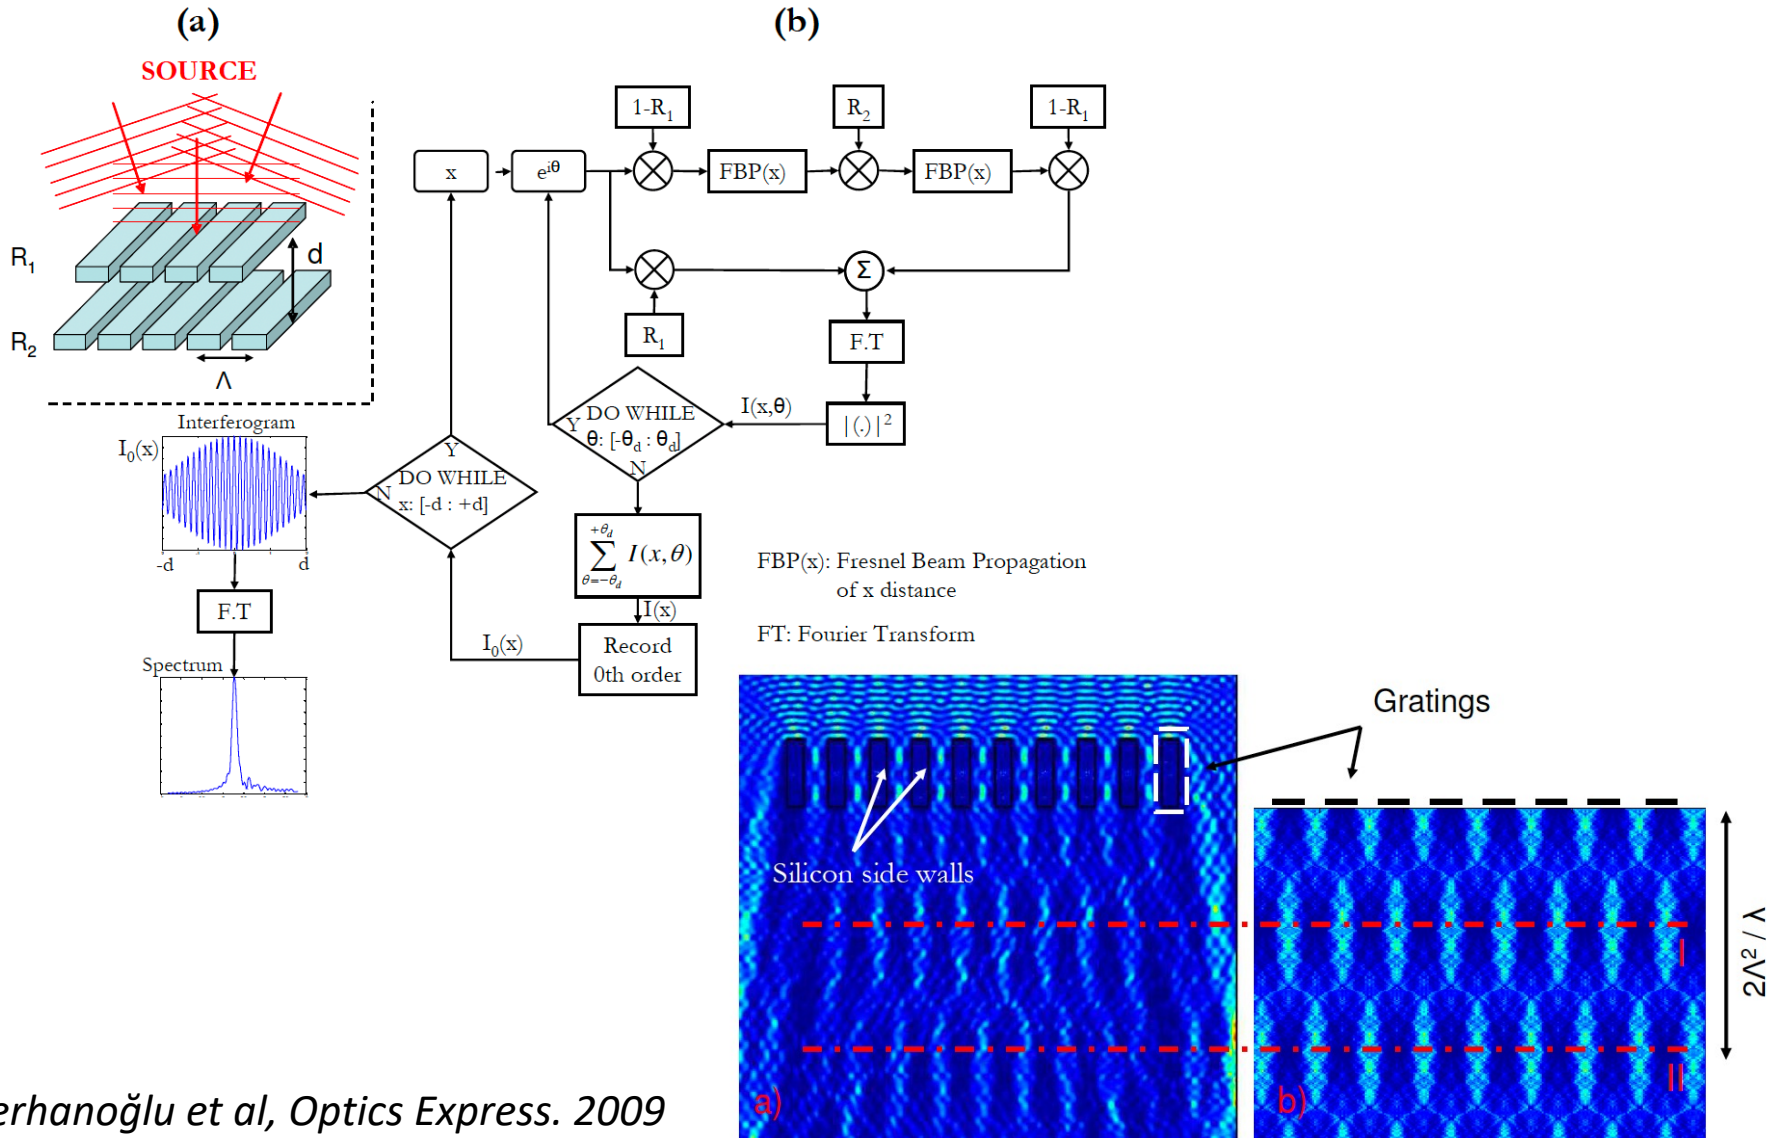 (a)
(b)
SOURCE
R1
d
R2
Λ
1-R1
R2
1-R1
x
e^iθ
FBP(x)
FBP(x)
Σ
R1
F.T
|(.)|²
I(x,θ)
Y DO WHILE
θ: [-θd : θd]
N
Interferogram
I0(x)
-d
d
Y
DO WHILE
N
x: [-d : +d]
+θd
∑ I(x,θ)
θ=-θd
I(x)
Record
0th order
I0(x)
F.T
Spectrum
FBP(x): Fresnel Beam Propagation
of x distance
FT: Fourier Transform
Gratings
Silicon side walls
2Λ² / λ
I
II
a)
b)
erhanoğlu et al, Optics Express. 2009